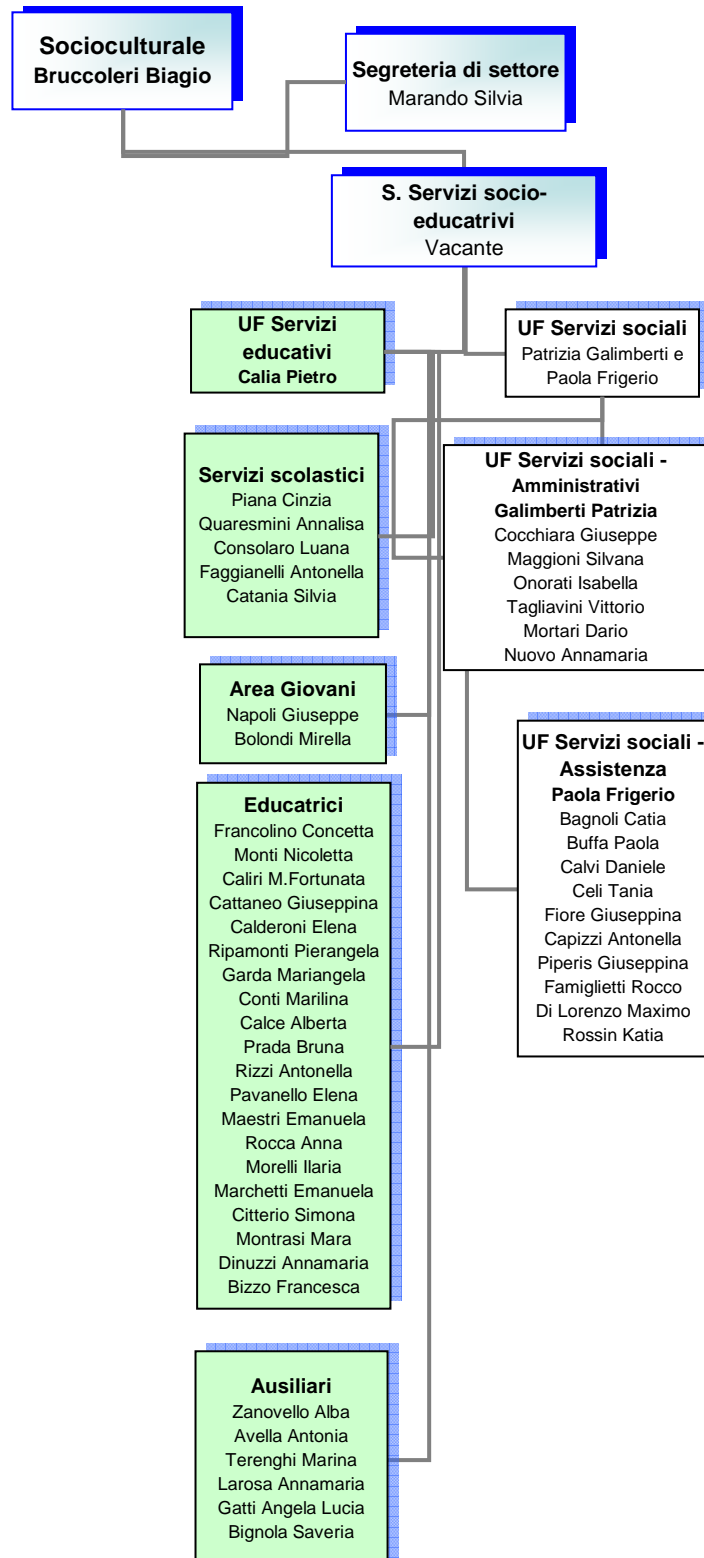 Socioculturale
Bruccoleri Biagio
Segreteria di settore
Marando Silvia
S. Servizi socio-
educatrivi
Vacante
UF Servizi
educativi
Calia Pietro
UF Servizi sociali
Patrizia Galimberti e
Paola Frigerio
Servizi scolastici
Piana Cinzia
Quaresmini Annalisa
Consolaro Luana
Faggianelli Antonella
Catania Silvia
UF Servizi sociali -
Amministrativi
Galimberti Patrizia
Cocchiara Giuseppe
Maggioni Silvana
Onorati Isabella
Tagliavini Vittorio
Mortari Dario
Nuovo Annamaria
Area Giovani
Napoli Giuseppe
Bolondi Mirella
UF Servizi sociali -
Assistenza
Paola Frigerio
Bagnoli Catia
Buffa Paola
Calvi Daniele
Celi Tania
Fiore Giuseppina
Capizzi Antonella
Piperis Giuseppina
Famiglietti Rocco
Di Lorenzo Maximo
Rossin Katia
Educatrici
Francolino Concetta
Monti Nicoletta
Caliri M.Fortunata
Cattaneo Giuseppina
Calderoni Elena
Ripamonti Pierangela
Garda Mariangela
Conti Marilina
Calce Alberta
Prada Bruna
Rizzi Antonella
Pavanello Elena
Maestri Emanuela
Rocca Anna
Morelli Ilaria
Marchetti Emanuela
Citterio Simona
Montrasi Mara
Dinuzzi Annamaria
Bizzo Francesca
Ausiliari
Zanovello Alba
Avella Antonia
Terenghi Marina
Larosa Annamaria
Gatti Angela Lucia
Bignola Saveria